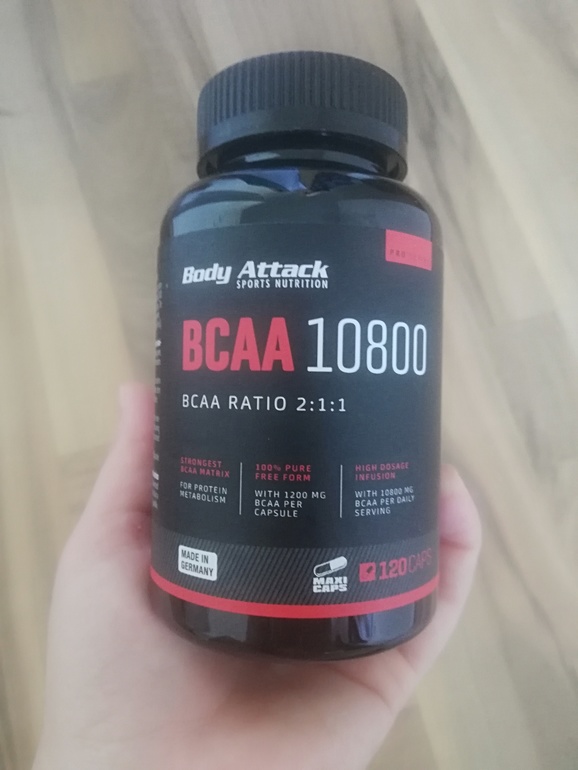 Body Attack
SPORTS NUTRITION
BCAA 10800
BCAA RATIO 2:1:1
STRONGEST
BCAA MATRIX
FOR PROTEIN
METABOLISM
100% PURE
FREE FORM
WITH 1200 MG
BCAA PER
CAPSULE
HIGH DOSAGE
INFUSION
WITH 10800 MG
BCAA PER DAILY
SERVING
MADE IN
GERMANY
MAXI
CAPS
120CAPS